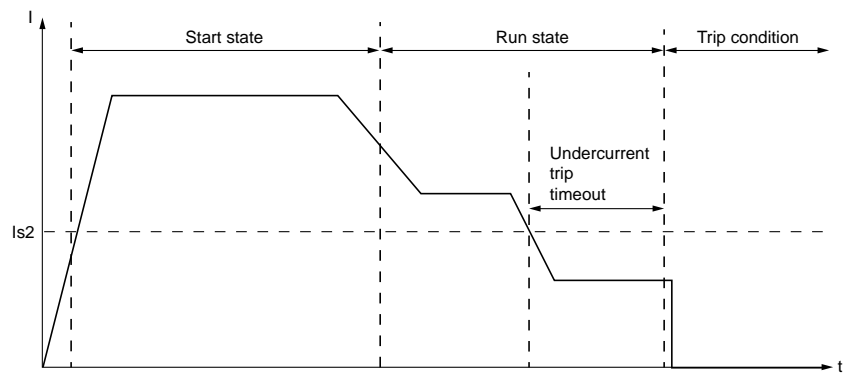 I
Start state
Run state
Trip condition
Undercurrent
trip
timeout
Is2
t